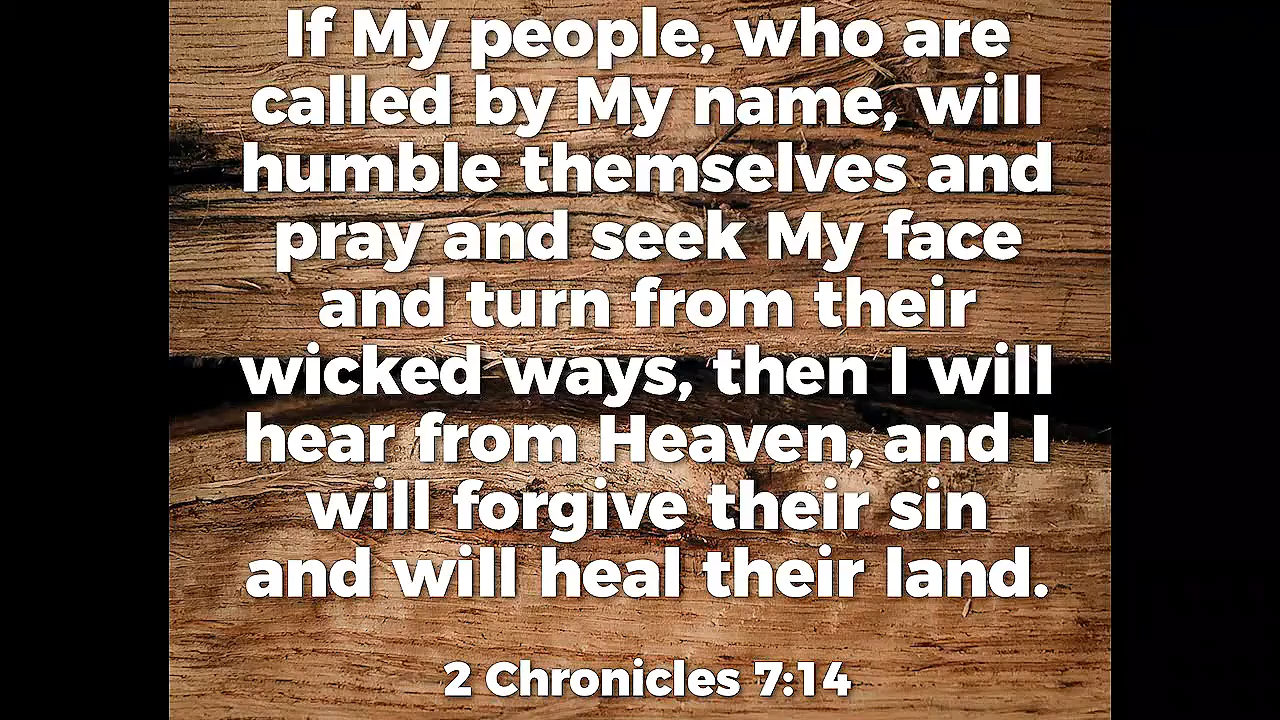 If My people, who are
called by My name, will
humble themselves and
pray and seek My face
and turn from their
wicked ways, then I will
hear from Heaven, and I
will forgive their sin
and will heal their land.
2 Chronicles 7:14